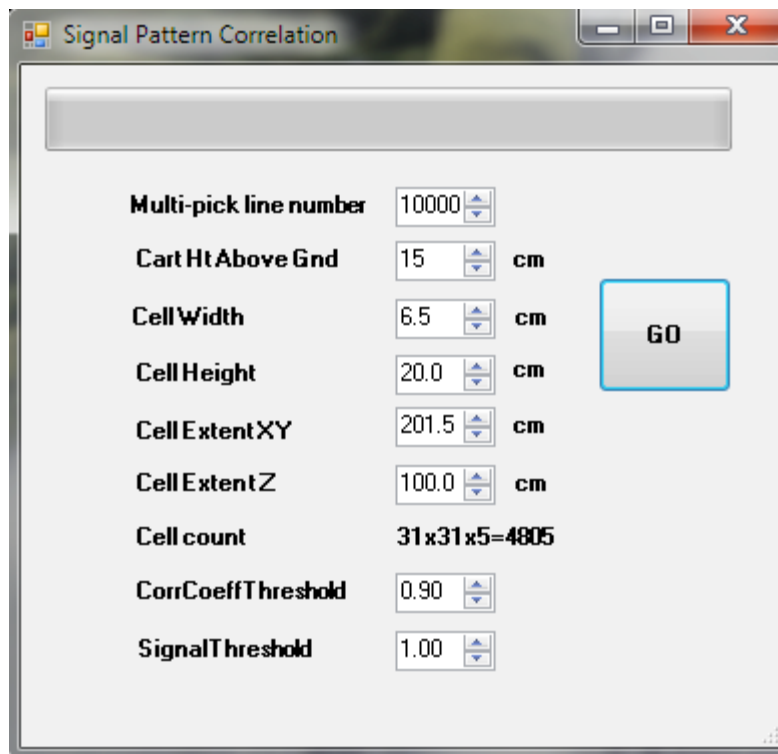 Signal Pattern Correlation
Multi-pick line number 10000
Cart Ht Above Gnd 15 cm
Cell Width 6.5 cm
GO
Cell Height 20.0 cm
Cell Extent XY 201.5 cm
Cell Extent Z 100.0 cm
Cell count 31x31x5=4805
CorrCoeffThreshold 0.90
SignalThreshold 1.00